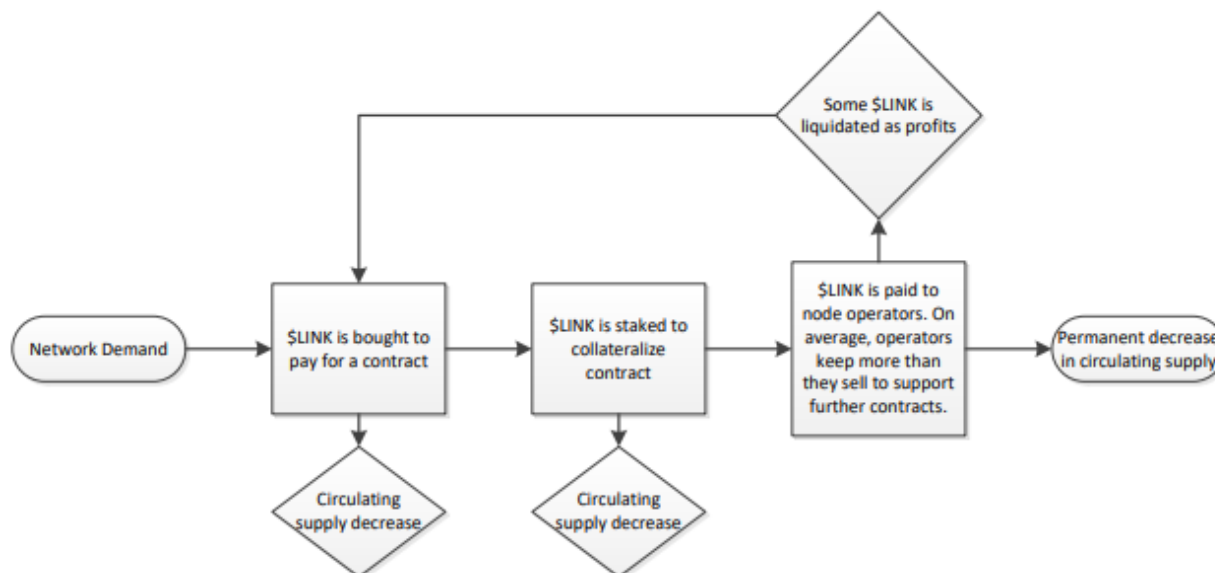 Some $LINK is
liquidated as profits
Network Demand
$LINK is bought to
pay for a contract
$LINK is staked to
collateralize
contract
$LINK is paid to
node operators. On
average, operators
keep more than
they sell to support
further contracts.
Permanent decrease
in circulating supply
Circulating
supply decrease
Circulating
supply decrease